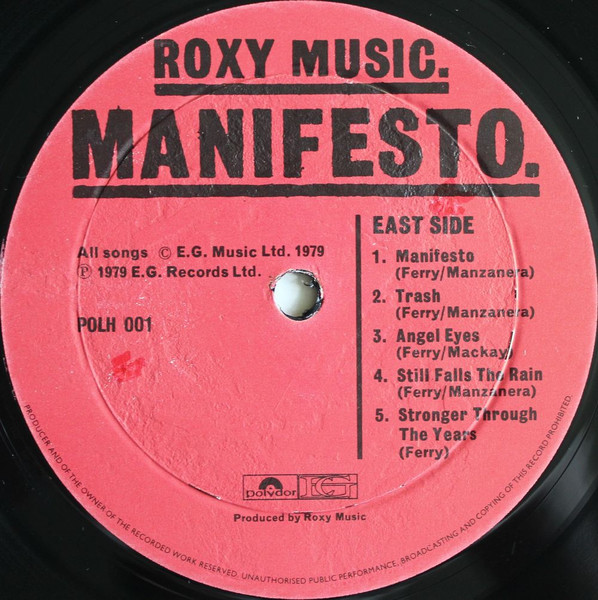 ROXY MUSIC.
MANIFESTO.
EAST SIDE
1. Manifesto
(Ferry/Manzanera)
2. Trash
(Ferry/Manzanera)
3. Angel Eyes
(Ferry/Mackay)
4. Still Falls The Rain
(Ferry/Manzanera)
5. Stronger Through
The Years
(Ferry)
All songs © E.G. Music Ltd. 1979
℗ 1979 E.G. Records Ltd.
POLH 001
polydor
EG
Produced by Roxy Music
PRODUCER AND OF THE OWNER OF THE RECORDED WORK RESERVED. UNAUTHORISED PUBLIC PERFORMANCE, BROADCASTING AND COPYING OF THIS RECORD PROHIBITED.